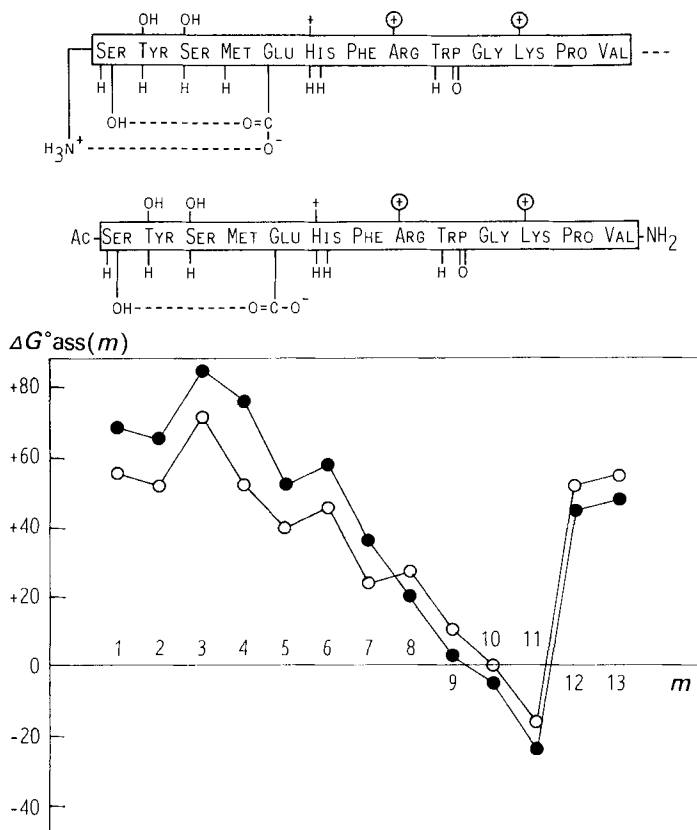 OH OH + ⊕ ⊕
SER TYR SER MET GLU HIS PHE ARG TRP GLY LYS PRO VAL ---
H H H H HH H O
OH ---------- O=C
H₃N⁺ ---------- O⁻
OH OH + ⊕ ⊕
Ac-SER TYR SER MET GLU HIS PHE ARG TRP GLY LYS PRO VAL-NH₂
H H H HH H O
OH ---------- O=C-O⁻
ΔG°ass(m)
+80
+60
+40
+20
1 2 3 4 5 6 7 8 10 11
0
9 12 13 m
-20
-40